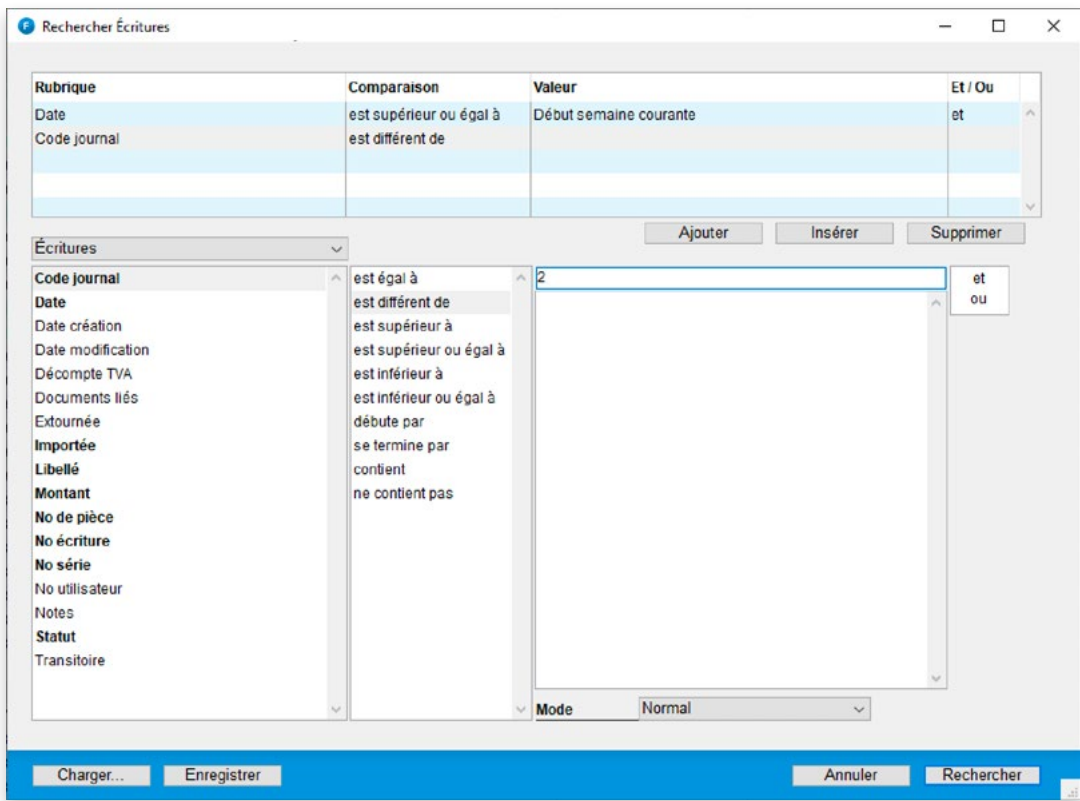 F Rechercher Écritures
Rubrique Comparaison Valeur Et / Ou
Date est supérieur ou égal à Début semaine courante et
Code journal est différent de
Ajouter Insérer Supprimer
Écritures
Code journal est égal à 2 et
Date est différent de ou
Date création est supérieur à
Date modification est supérieur ou égal à
Décompte TVA est inférieur à
Documents liés est inférieur ou égal à
Extournée débute par
Importée se termine par
Libellé contient
Montant ne contient pas
No de pièce
No écriture
No série
No utilisateur
Notes
Statut
Transitoire
Mode Normal
Charger... Enregistrer Annuler Rechercher